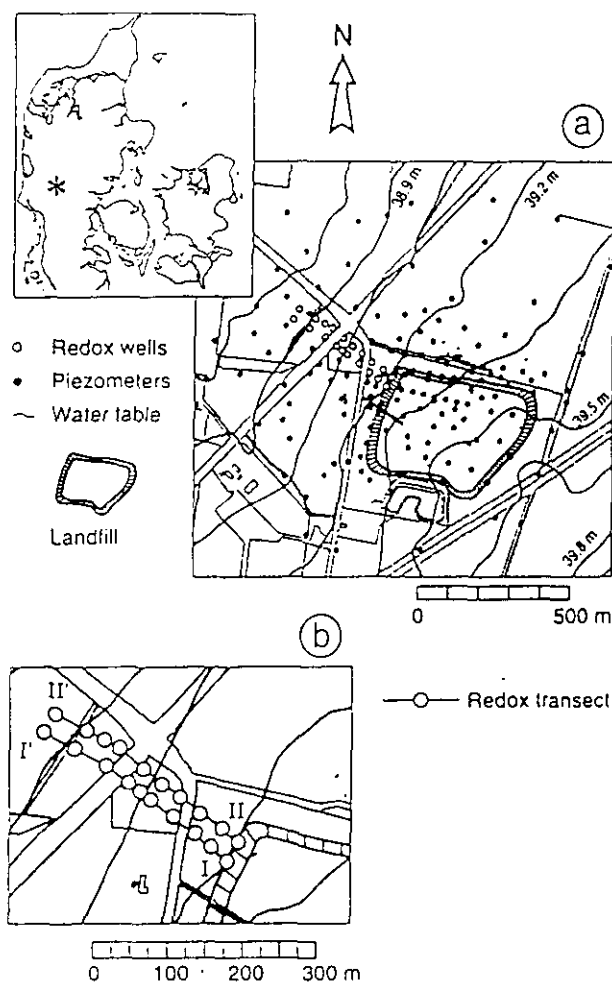 N
a
38.9 m
39.2 m
39.5 m
39.8 m
Redox wells
Piezometers
Water table
Landfill
0 500 m
b
Redox transect
II'
I'
II
I
0 100 200 300 m